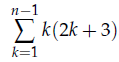 n−1
∑ k(2k + 3)
k=1